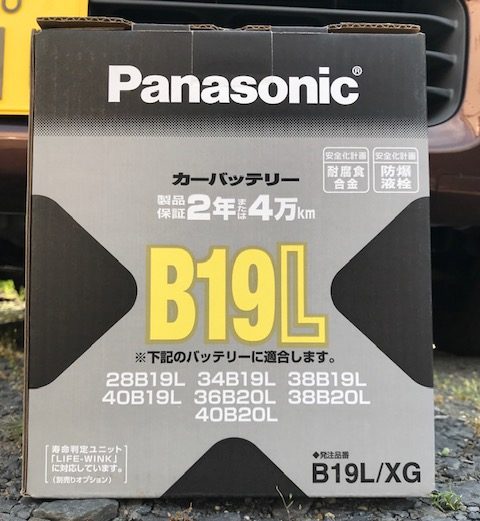 Panasonic®
カーバッテリー
安全化計画
耐腐食
合金
安全化計画
防爆
液栓
製品
保証 2年 または 4万km
B19L
※下記のバッテリーに適合します。
28B19L 34B19L 38B19L
40B19L 36B20L 38B20L
40B20L
寿命判定ユニット
「LIFE-WINK」
に対応しています。
(別売りオプション)
◆発注品番
B19L/XG